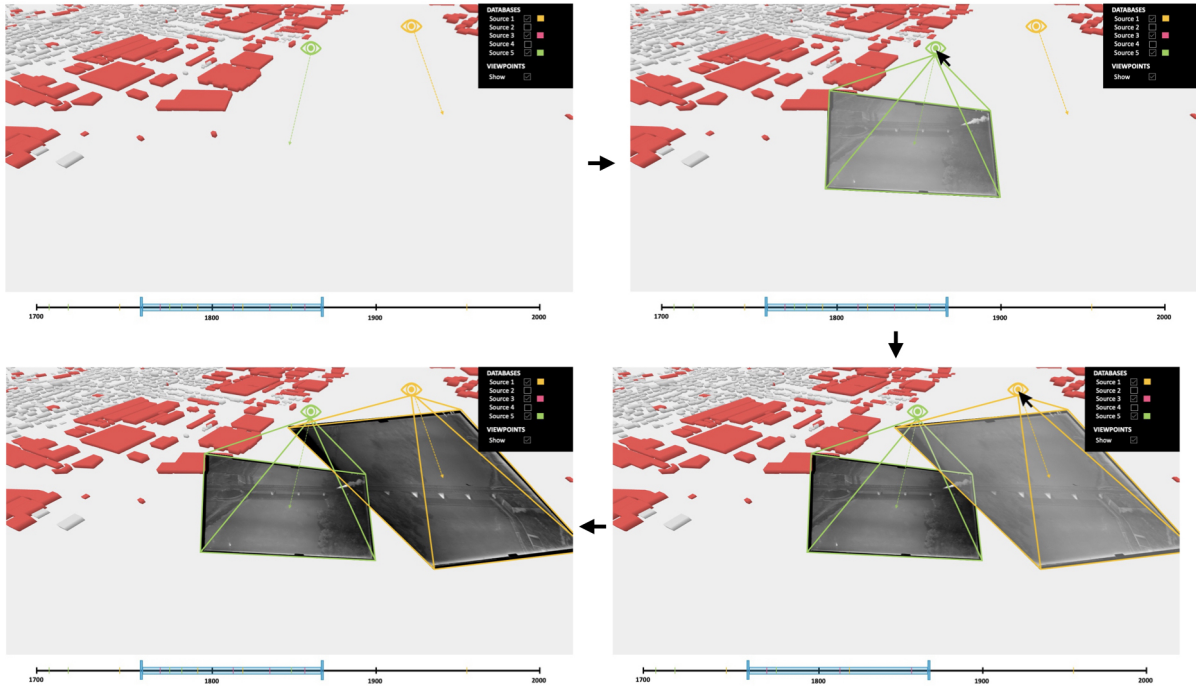 DATABASES
Source 1
Source 2
Source 3
Source 4
Source 5
VIEWPOINTS
Show
1700
1800
1900
2000
DATABASES
Source 1
Source 2
Source 3
Source 4
Source 5
VIEWPOINTS
Show
1700
1800
1900
2000
DATABASES
Source 1
Source 2
Source 3
Source 4
Source 5
VIEWPOINTS
Show
1700
1800
1900
2000
DATABASES
Source 1
Source 2
Source 3
Source 4
Source 5
VIEWPOINTS
Show
1700
1800
1900
2000